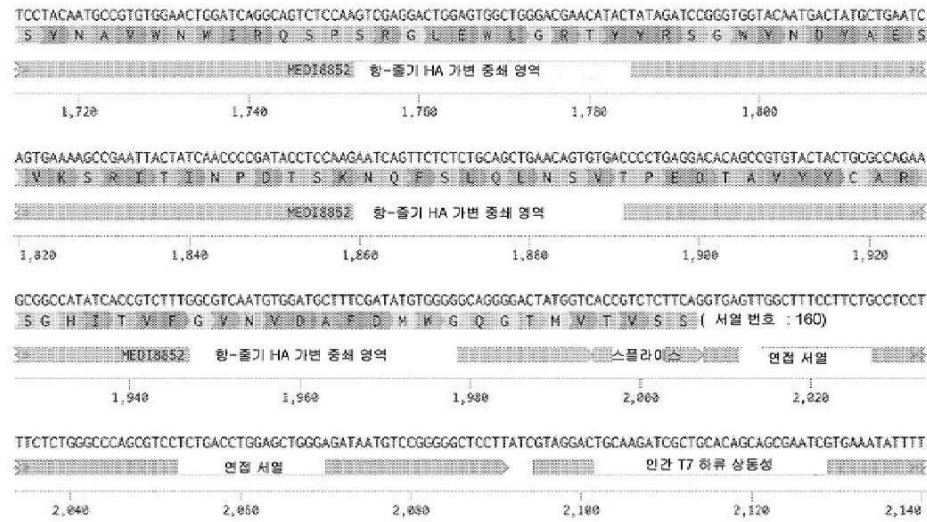 TCCTACAATGCCGTGTGGAACTGGATCAGGCAGTCTCCAAGTCGAGGACTGGAGTGGCTGGGACGAACATACTATAGATCCGGGTGGTACAATGACTATGCTGAATC
S Y N A V W N W I R Q S P S R G L E W L G R T Y Y R S G W Y N D Y A E S
MEDI8852 항-줄기 HA 가변 중쇄 영역
1,720 1,740 1,760 1,780 1,800
AGTGAAAAGCCGAATTACTATCAACCCCGATACCTCCAAGAATCAGTTCTCTCTGCAGCTGAACAGTGTGACCCCTGAGGACACAGCCGTGTACTACTGCGCCAGAA
V K S R I T I N P D T S K N Q F S L Q L N S V T P E D T A V Y Y C A R
MEDI8852 항-줄기 HA 가변 중쇄 영역
1,820 1,840 1,860 1,880 1,900 1,920
GCGGCCATATCACCGTCTTTGGCGTCAATGTGGATGCTTTCGATATGTGGGGGCAGGGGACTATGGTCACCGTCTCTTCAGGTGAGTTGGCTTTCCTTCTGCCTCCT
S G H I T V F G V N V D A F D M W G Q G T M V T V S S ( 서열 번호 : 160)
MEDI8852 항-줄기 HA 가변 중쇄 영역 스플라이스 연접 서열
1,940 1,960 1,980 2,000 2,020
TTCTCTGGGCCCAGCGTCCTCTGACCTGGAGCTGGGAGATAATGTCCGGGGGCTCCTTATCGTAGGACTGCAAGATCGCTGCACAGCAGCGAATCGTGAAATATTTT
연접 서열 인간 T7 하류 상동성
2,040 2,060 2,080 2,100 2,120 2,140